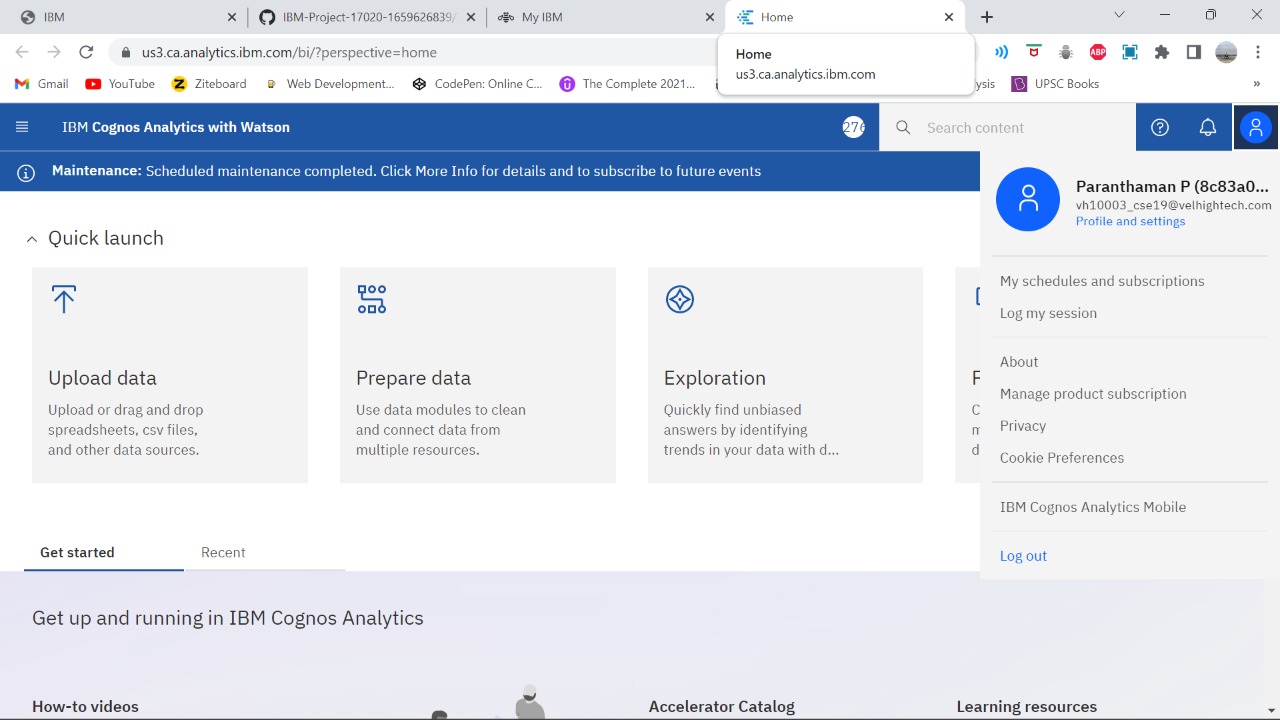 IBM
IBM-Project-17020-1659626839/
My IBM
Home
us3.ca.analytics.ibm.com/bi/?perspective=home
Home
us3.ca.analytics.ibm.com
ABP
Gmail
YouTube
Ziteboard
Web Development...
CodePen: Online C...
The Complete 2021...
ysis
UPSC Books
»
IBM Cognos Analytics with Watson
276
Search content
Maintenance: Scheduled maintenance completed. Click More Info for details and to subscribe to future events
Paranthaman P (8c83a0...
vh10003_cse19@velhightech.com
Profile and settings
My schedules and subscriptions
Log my session
About
Manage product subscription
Privacy
Cookie Preferences
IBM Cognos Analytics Mobile
Log out
Quick launch
Upload data
Upload or drag and drop
spreadsheets, csv files,
and other data sources.
Prepare data
Use data modules to clean
and connect data from
multiple resources.
Exploration
Quickly find unbiased
answers by identifying
trends in your data with d...
Get started
Recent
Get up and running in IBM Cognos Analytics
How-to videos
Accelerator Catalog
Learning resources